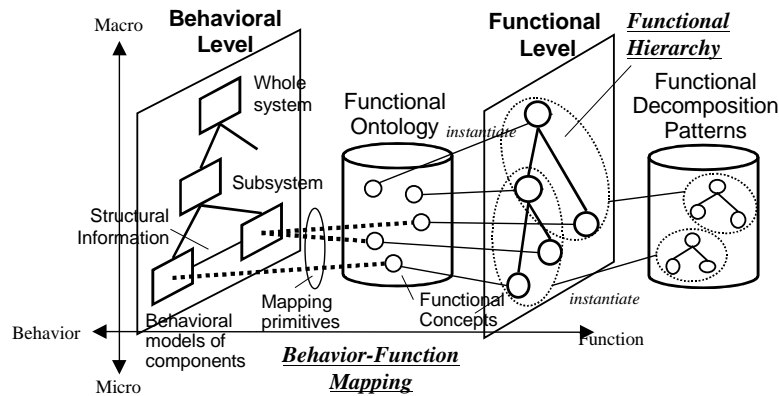 Macro
Behavioral
Level
Functional
Level
Functional
Hierarchy
Whole
system
Functional
Ontology
instantiate
Functional
Decomposition
Patterns
Subsystem
Structural
Information
Mapping
primitives
Functional
Concepts
instantiate
Behavior
Behavioral
models of
components
Function
Behavior-Function
Mapping
Micro